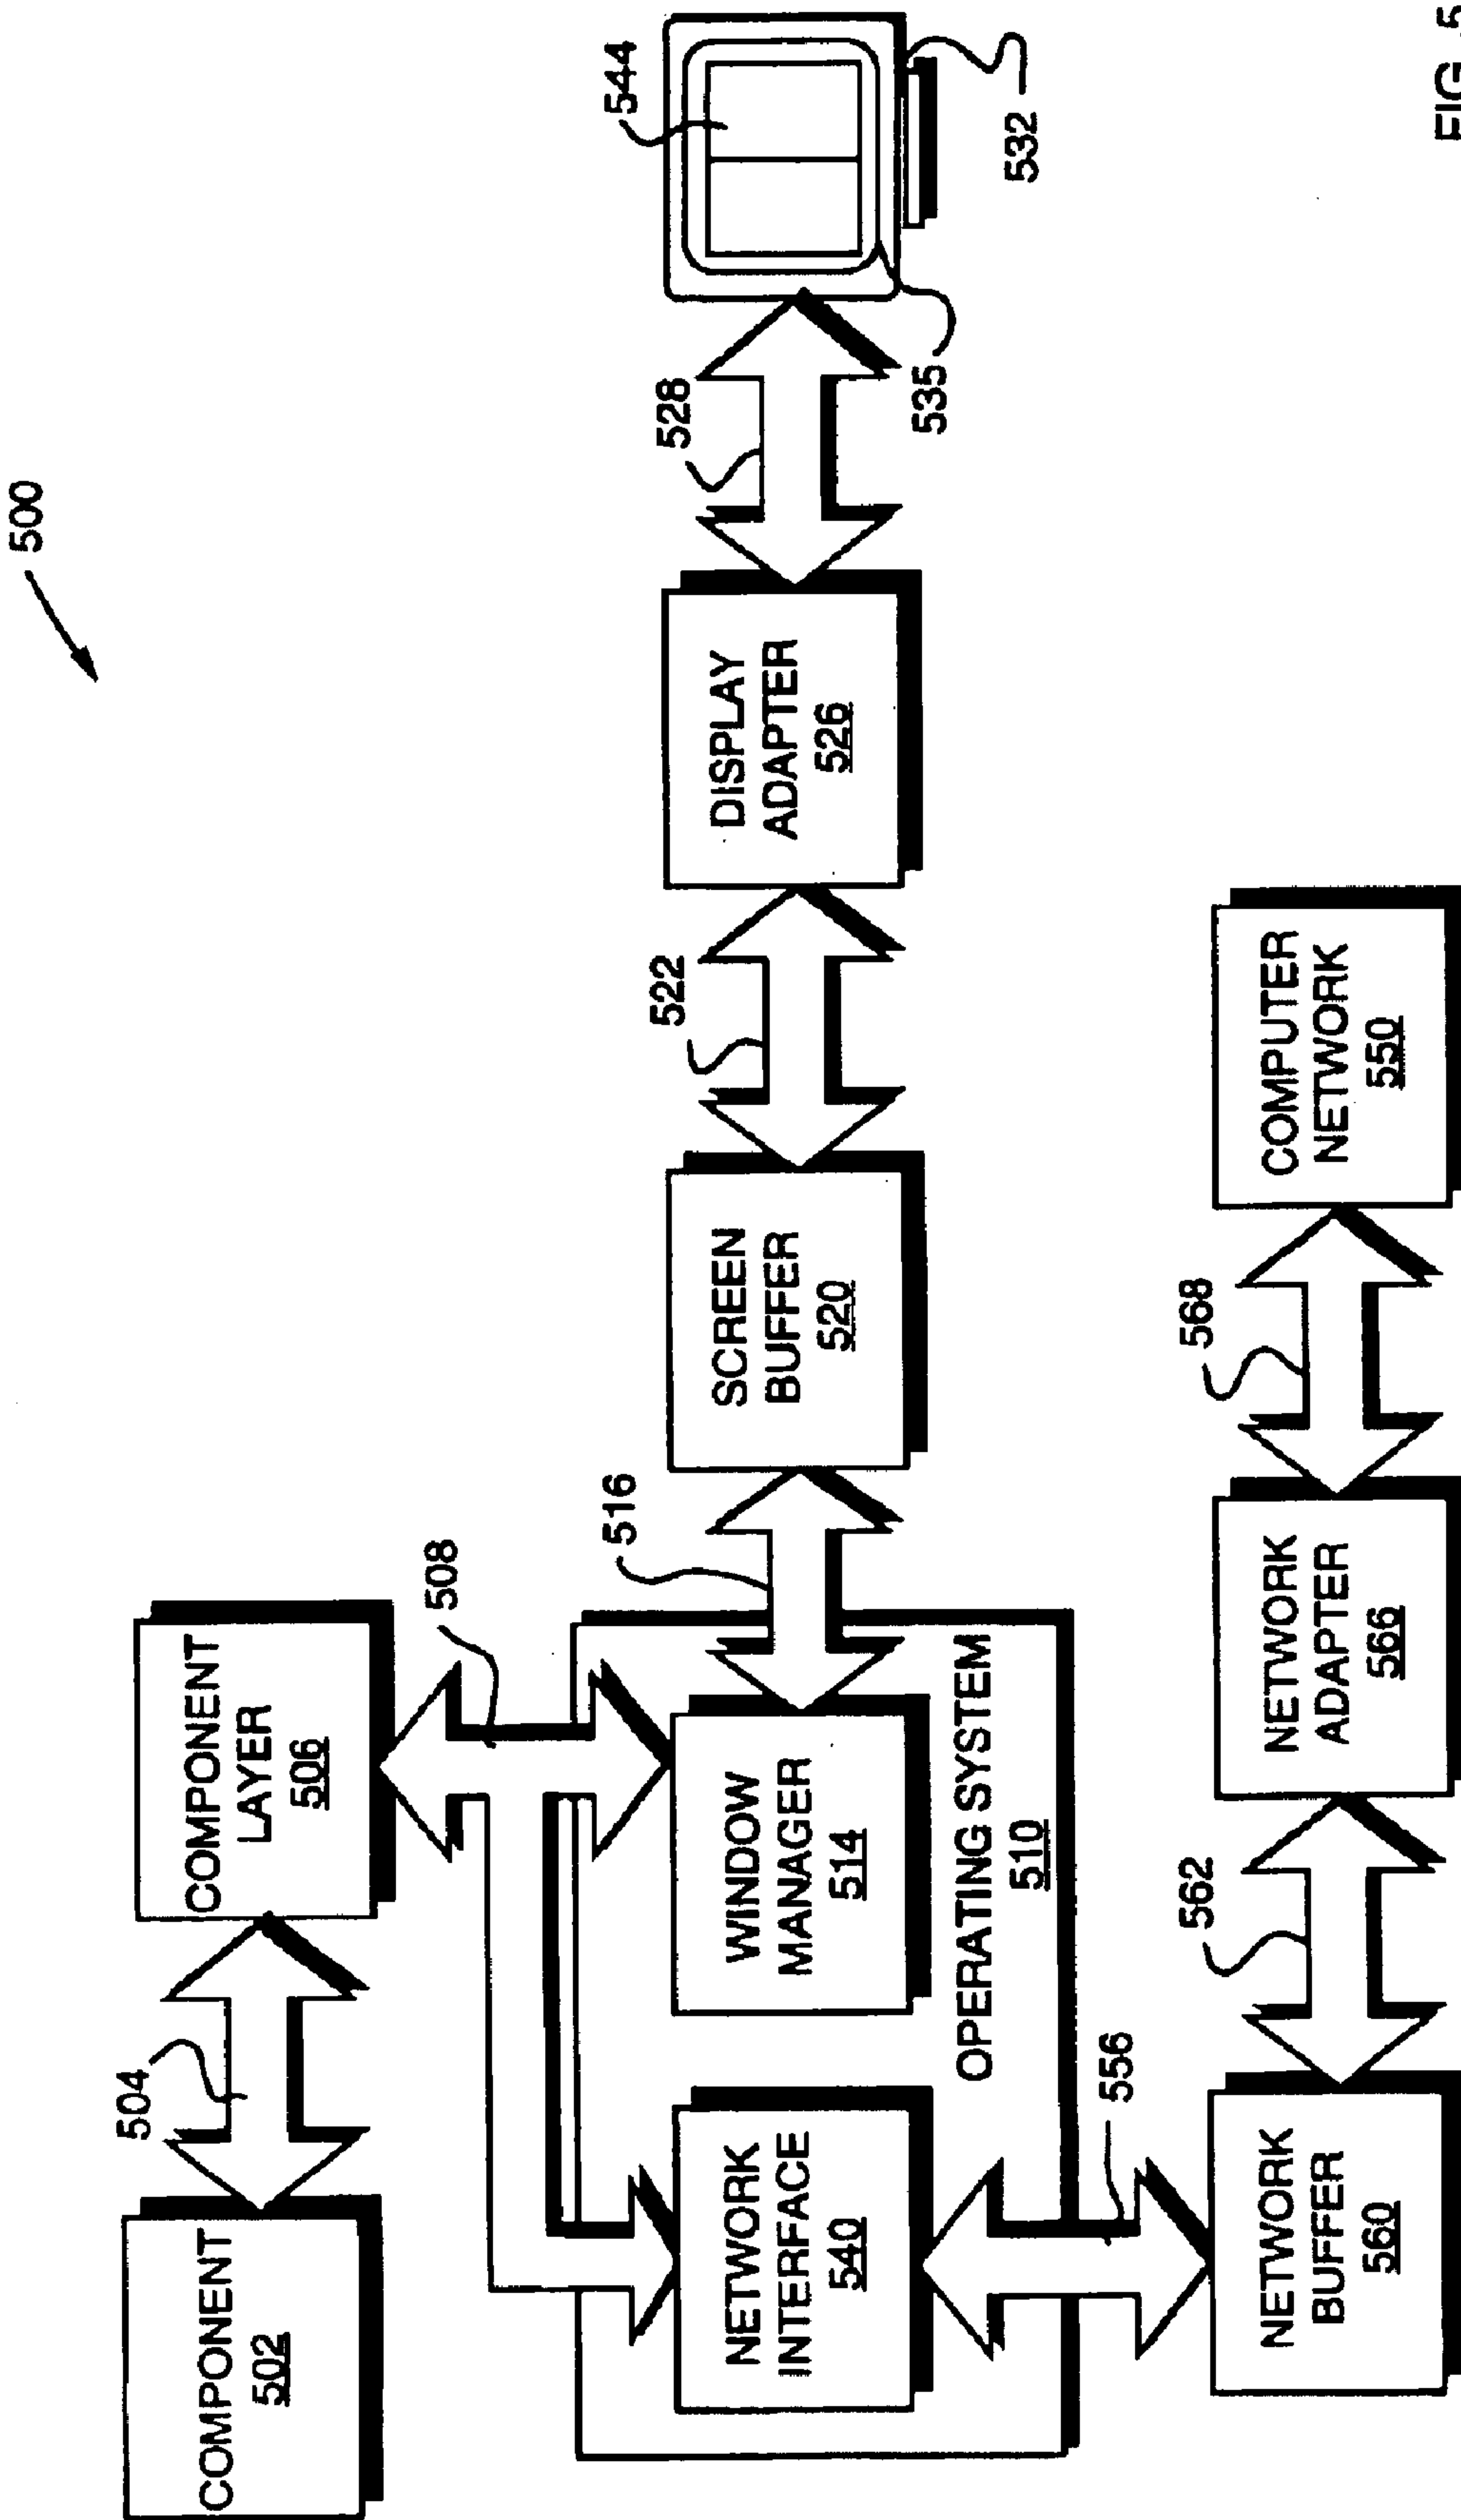 500
COMPONENT
502
504
COMPONENT
LAYER
506
508
NETWORK
INTERFACE
540
WINDOW
MANAGER
514
OPERATING SYSTEM
510
516
SCREEN
BUFFER
520
522
DISPLAY
ADAPTER
526
528
544
535
532
556
NETWORK
BUFFER
560
562
NETWORK
ADAPTER
566
568
COMPUTER
NETWORK
550
FIG. 5